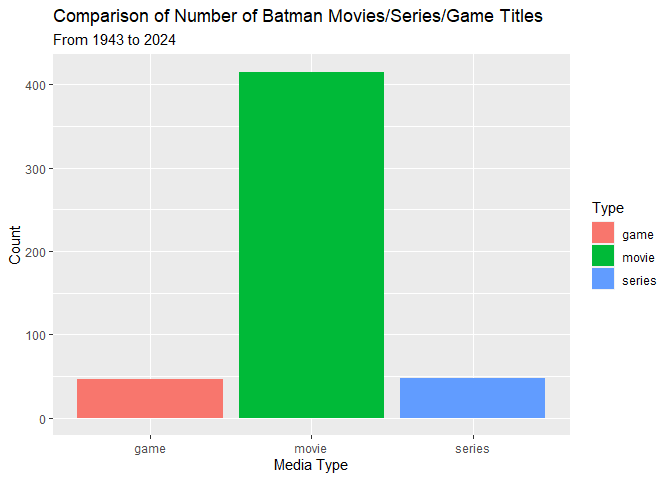 Comparison of Number of Batman Movies/Series/Game Titles
From 1943 to 2024
400
300
200
100
0
Count
game
movie
series
Media Type
Type
game
movie
series